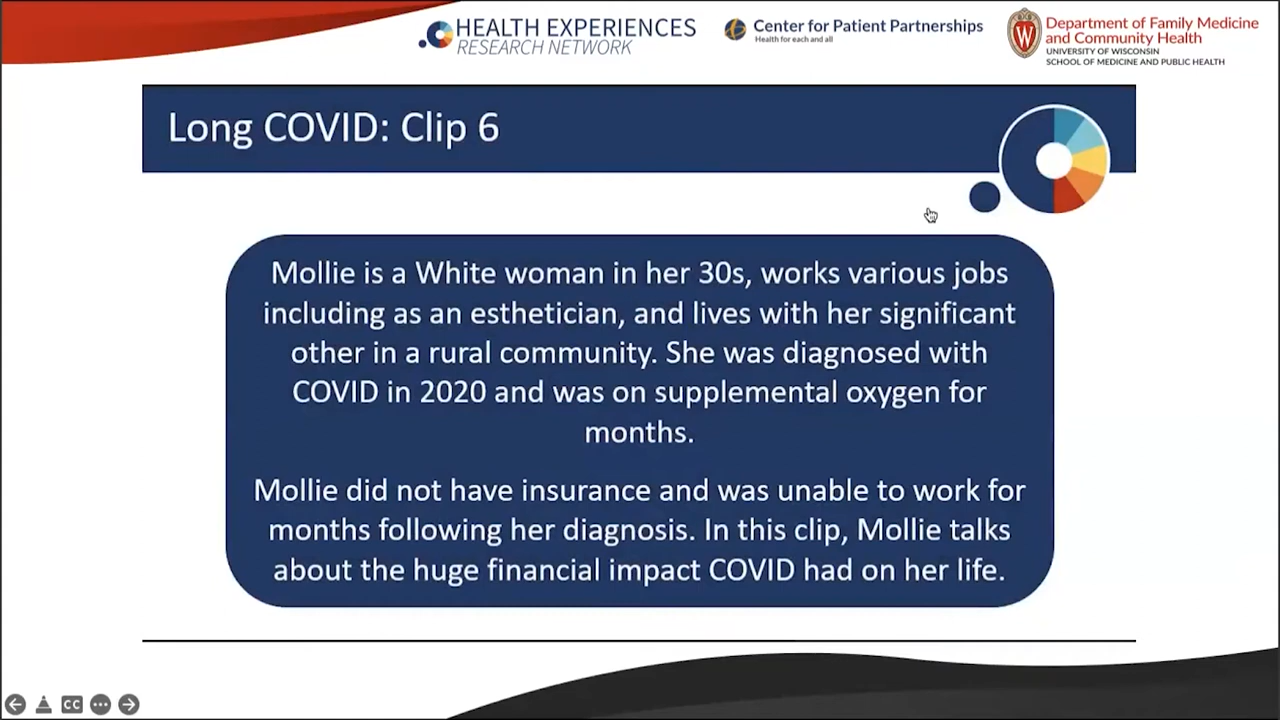 HEALTH EXPERIENCES
RESEARCH NETWORK
Center for Patient Partnerships
Health for each and all
W
Department of Family Medicine
and Community Health
UNIVERSITY OF WISCONSIN
SCHOOL OF MEDICINE AND PUBLIC HEALTH
Long COVID: Clip 6
Mollie is a White woman in her 30s, works various jobs
including as an esthetician, and lives with her significant
other in a rural community. She was diagnosed with
COVID in 2020 and was on supplemental oxygen for
months.
Mollie did not have insurance and was unable to work for
months following her diagnosis. In this clip, Mollie talks
about the huge financial impact COVID had on her life.
CC